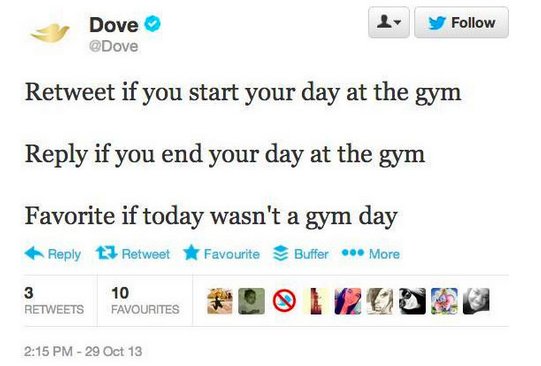 Dove
@Dove
Follow
Retweet if you start your day at the gym
Reply if you end your day at the gym
Favorite if today wasn't a gym day
Reply Retweet Favourite Buffer More
3 RETWEETS
10 FAVOURITES
2:15 PM - 29 Oct 13